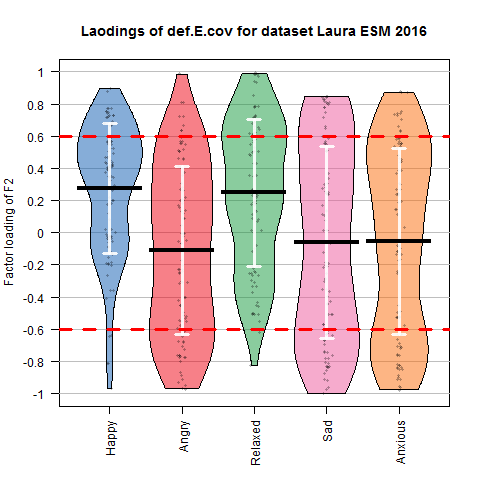 Laodings of def.E.cov for dataset Laura ESM 2016
Factor loading of F2
1
0.8
0.6
0.4
0.2
0
-0.2
-0.4
-0.6
-0.8
-1
Happy
Angry
Relaxed
Sad
Anxious